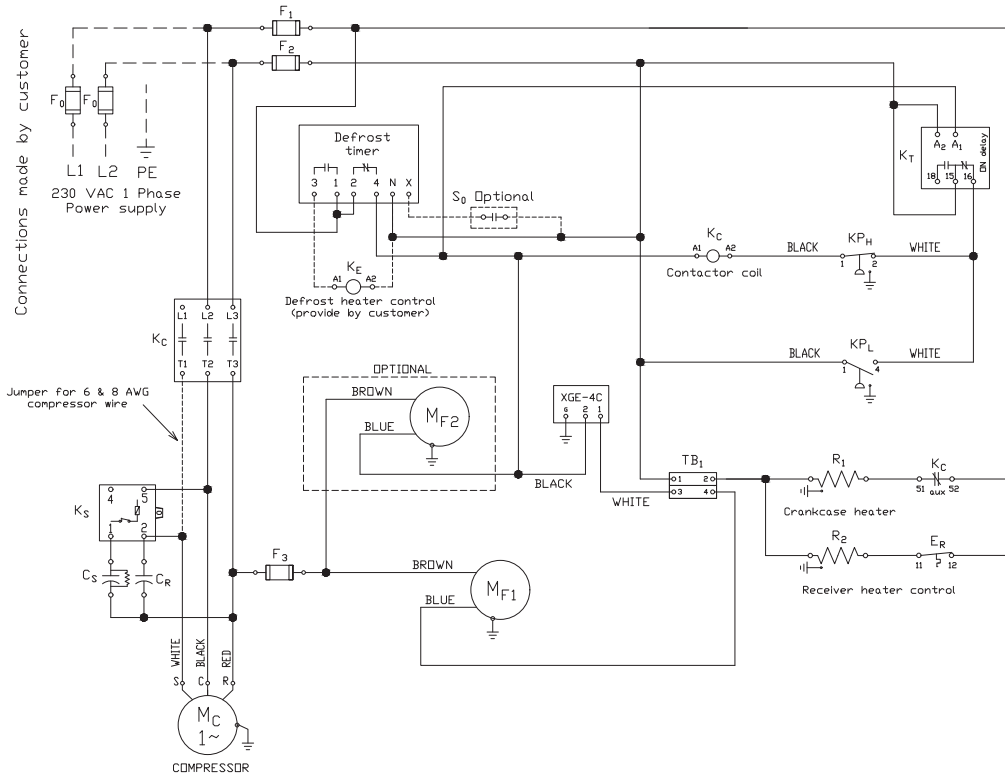 Connections made by customer
F1
F2
F0
F0
L1 L2 PE
230 VAC 1 Phase
Power supply
Defrost
timer
3 1 2 4 N X
S0 Optional
KE
A1 A2
Defrost heater control
(provide by customer)
A2 A1
KT
ON delay
18 15 16
KC
A1 A2
Contactor coil
BLACK
KPH
1 2
WHITE
BLACK
KPL
1 4
WHITE
L1 L2 L3
KC
T1 T2 T3
Jumper for 6 & 8 AWG
compressor wire
OPTIONAL
BROWN
MF2
BLUE
XGE-4C
6 2 1
BLACK
WHITE
TB1
1 2
3 4
R1
KC
51 aux 52
Crankcase heater
R2
ER
11 12
Receiver heater control
4 5
KS
1 2
CS
CR
F3
BROWN
MF1
BLUE
WHITE
BLACK
RED
S C R
MC
1~
COMPRESSOR